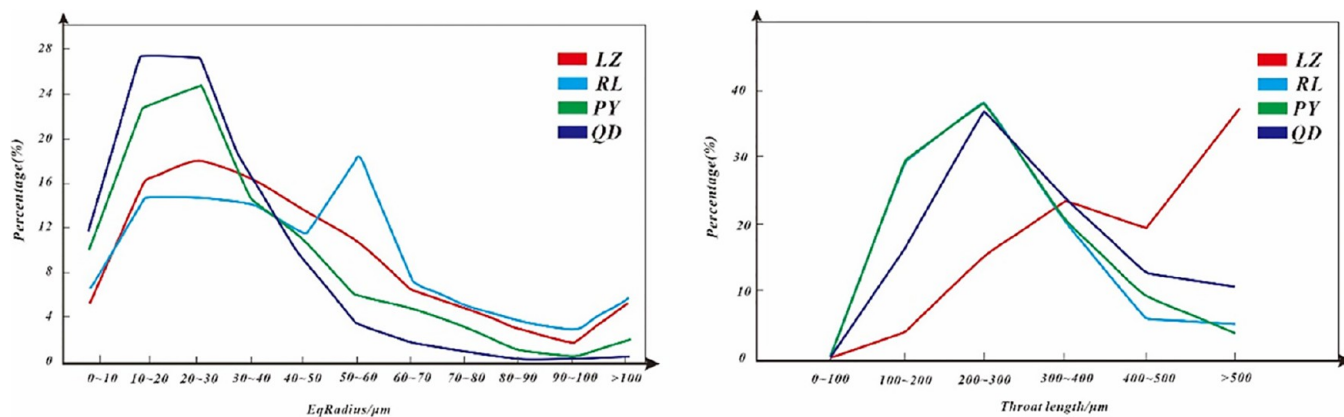 28
24
20
16
12
8
4
0
Percentage(%)
LZ
RL
PY
QD
0~10 10~20 20~30 30~40 40~50 50~60 60~70 70~80 80~90 90~100 >100
EqRadius/μm
40
30
20
10
0
Percentage(%)
LZ
RL
PY
QD
0~100 100~200 200~300 300~400 400~500 >500
Throat length/μm